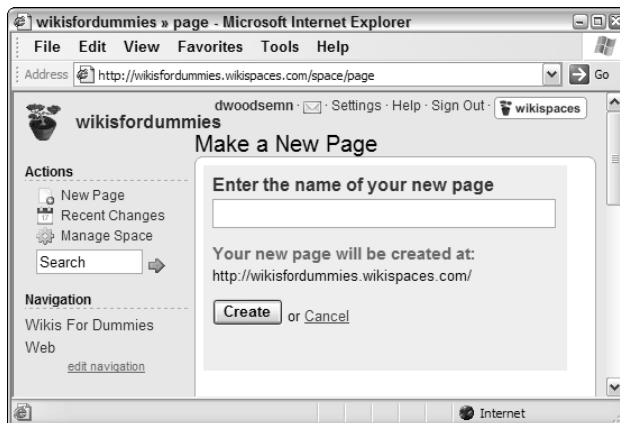 wikisfordummies » page - Microsoft Internet Explorer
File Edit View Favorites Tools Help
Address http://wikisfordummies.wikispaces.com/space/page Go
dwoodsemn · Settings · Help · Sign Out · wikispaces
wikisfordummies
Make a New Page
Actions
New Page
Recent Changes
Manage Space
Search
Navigation
Wikis For Dummies
Web
edit navigation
Enter the name of your new page
Your new page will be created at:
http://wikisfordummies.wikispaces.com/
Create or Cancel
Internet